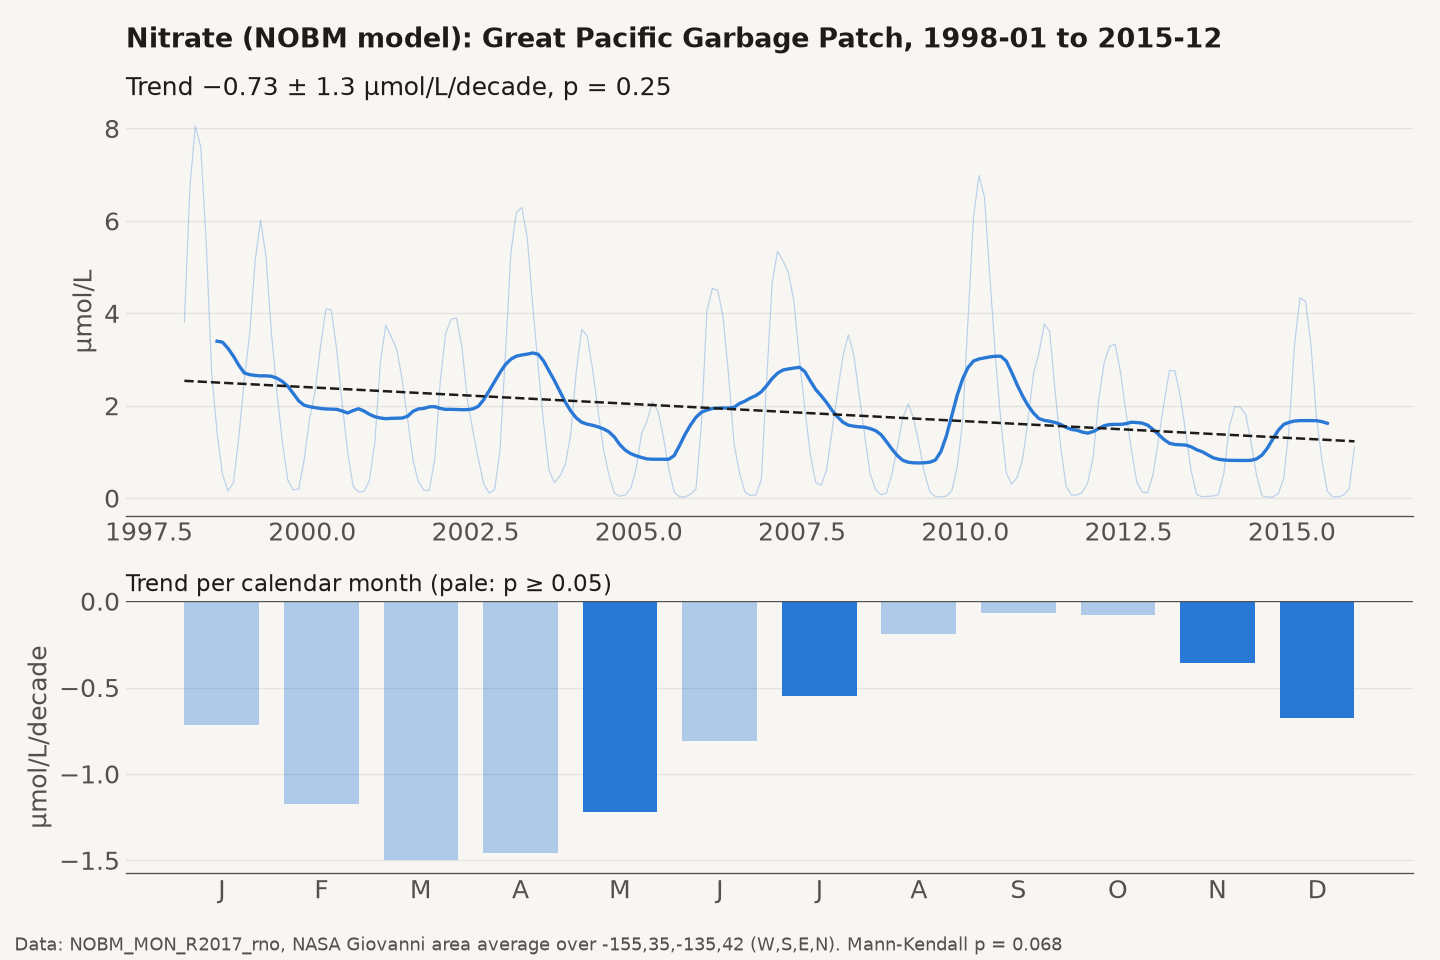 Nitrate (NOBM model): Great Pacific Garbage Patch, 1998-01 to 2015-12
Trend −0.73 ± 1.3 µmol/L/decade, p = 0.25
µmol/L
8
6
4
2
0
1997.5 2000.0 2002.5 2005.0 2007.5 2010.0 2012.5 2015.0
Trend per calendar month (pale: p ≥ 0.05)
µmol/L/decade
0.0
−0.5
−1.0
−1.5
J F M A M J J A S O N D
Data: NOBM_MON_R2017_rno, NASA Giovanni area average over -155,35,-135,42 (W,S,E,N). Mann-Kendall p = 0.068